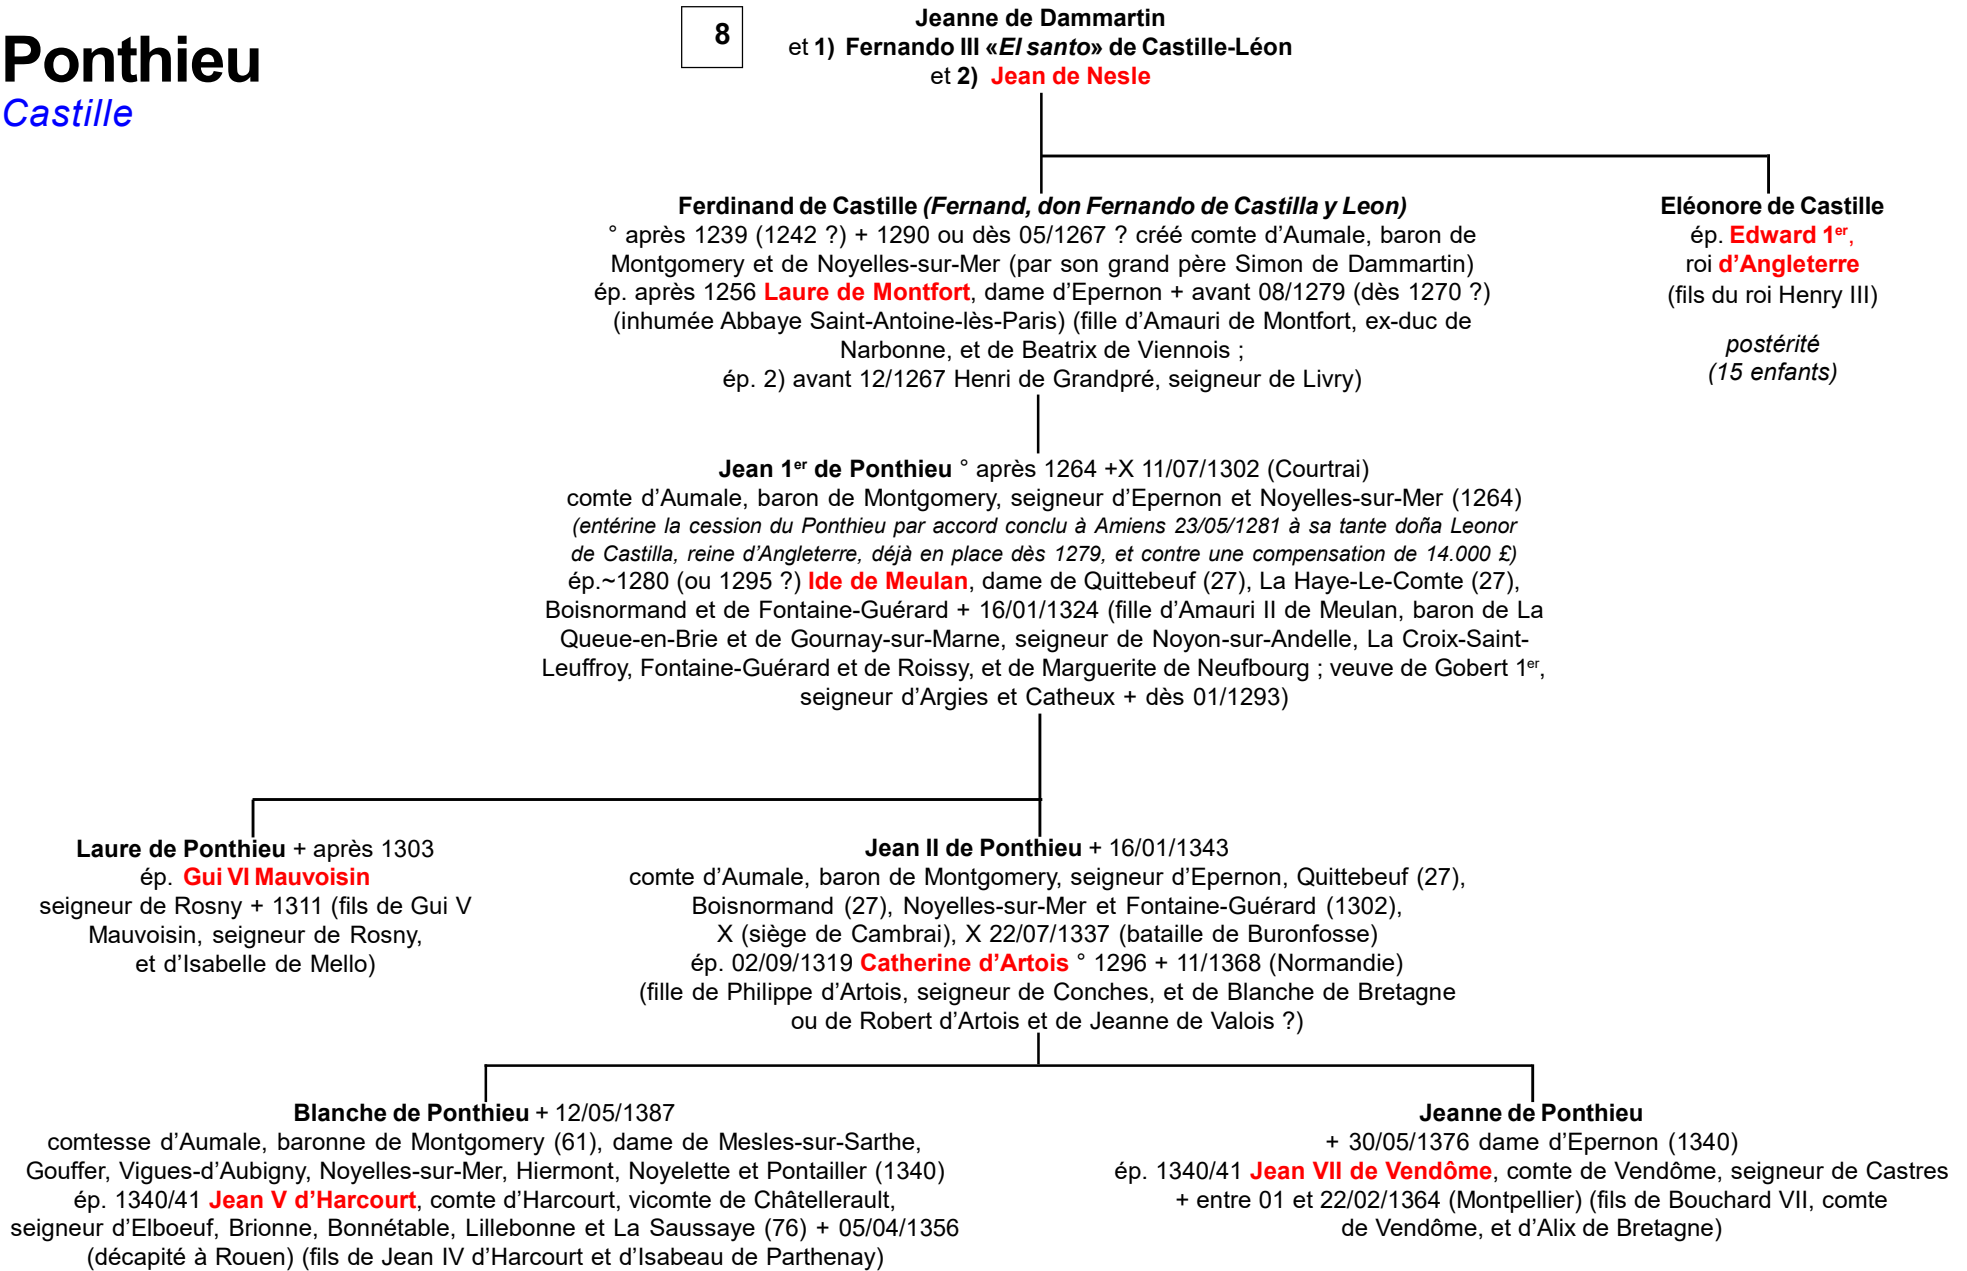 Ponthieu
Castille
8
Jeanne de Dammartin
et 1) Fernando III «El santo» de Castille-Léon
et 2) Jean de Nesle
Ferdinand de Castille (Fernand, don Fernando de Castilla y Leon)
° après 1239 (1242 ?) + 1290 ou dès 05/1267 ? créé comte d’Aumale, baron de
Montgomery et de Noyelles-sur-Mer (par son grand père Simon de Dammartin)
ép. après 1256 Laure de Montfort, dame d’Epernon + avant 08/1279 (dès 1270 ?)
(inhumée Abbaye Saint-Antoine-lès-Paris) (fille d’Amauri de Montfort, ex-duc de
Narbonne, et de Beatrix de Viennois ;
ép. 2) avant 12/1267 Henri de Grandpré, seigneur de Livry)
Eléonore de Castille
ép. Edward 1er,
roi d’Angleterre
(fils du roi Henry III)
postérité
(15 enfants)
Jean 1er de Ponthieu ° après 1264 +X 11/07/1302 (Courtrai)
comte d’Aumale, baron de Montgomery, seigneur d’Epernon et Noyelles-sur-Mer (1264)
(entérine la cession du Ponthieu par accord conclu à Amiens 23/05/1281 à sa tante doña Leonor
de Castilla, reine d’Angleterre, déjà en place dès 1279, et contre une compensation de 14.000 £)
ép.~1280 (ou 1295 ?) Ide de Meulan, dame de Quittebeuf (27), La Haye-Le-Comte (27),
Boisnormand et de Fontaine-Guérard + 16/01/1324 (fille d’Amauri II de Meulan, baron de La
Queue-en-Brie et de Gournay-sur-Marne, seigneur de Noyon-sur-Andelle, La Croix-Saint-
Leuffroy, Fontaine-Guérard et de Roissy, et de Marguerite de Neufbourg ; veuve de Gobert 1er,
seigneur d’Argies et Catheux + dès 01/1293)
Laure de Ponthieu + après 1303
ép. Gui VI Mauvoisin
seigneur de Rosny + 1311 (fils de Gui V
Mauvoisin, seigneur de Rosny,
et d’Isabelle de Mello)
Jean II de Ponthieu + 16/01/1343
comte d’Aumale, baron de Montgomery, seigneur d’Epernon, Quittebeuf (27),
Boisnormand (27), Noyelles-sur-Mer et Fontaine-Guérard (1302),
X (siège de Cambrai), X 22/07/1337 (bataille de Buronfosse)
ép. 02/09/1319 Catherine d’Artois ° 1296 + 11/1368 (Normandie)
(fille de Philippe d’Artois, seigneur de Conches, et de Blanche de Bretagne
ou de Robert d’Artois et de Jeanne de Valois ?)
Blanche de Ponthieu + 12/05/1387
comtesse d’Aumale, baronne de Montgomery (61), dame de Mesles-sur-Sarthe,
Gouffer, Vigues-d’Aubigny, Noyelles-sur-Mer, Hiermont, Noyelette et Pontailler (1340)
ép. 1340/41 Jean V d’Harcourt, comte d’Harcourt, vicomte de Châtellerault,
seigneur d’Elboeuf, Brionne, Bonnétable, Lillebonne et La Saussaye (76) + 05/04/1356
(décapité à Rouen) (fils de Jean IV d’Harcourt et d’Isabeau de Parthenay)
Jeanne de Ponthieu
+ 30/05/1376 dame d’Epernon (1340)
ép. 1340/41 Jean VII de Vendôme, comte de Vendôme, seigneur de Castres
+ entre 01 et 22/02/1364 (Montpellier) (fils de Bouchard VII, comte
de Vendôme, et d’Alix de Bretagne)